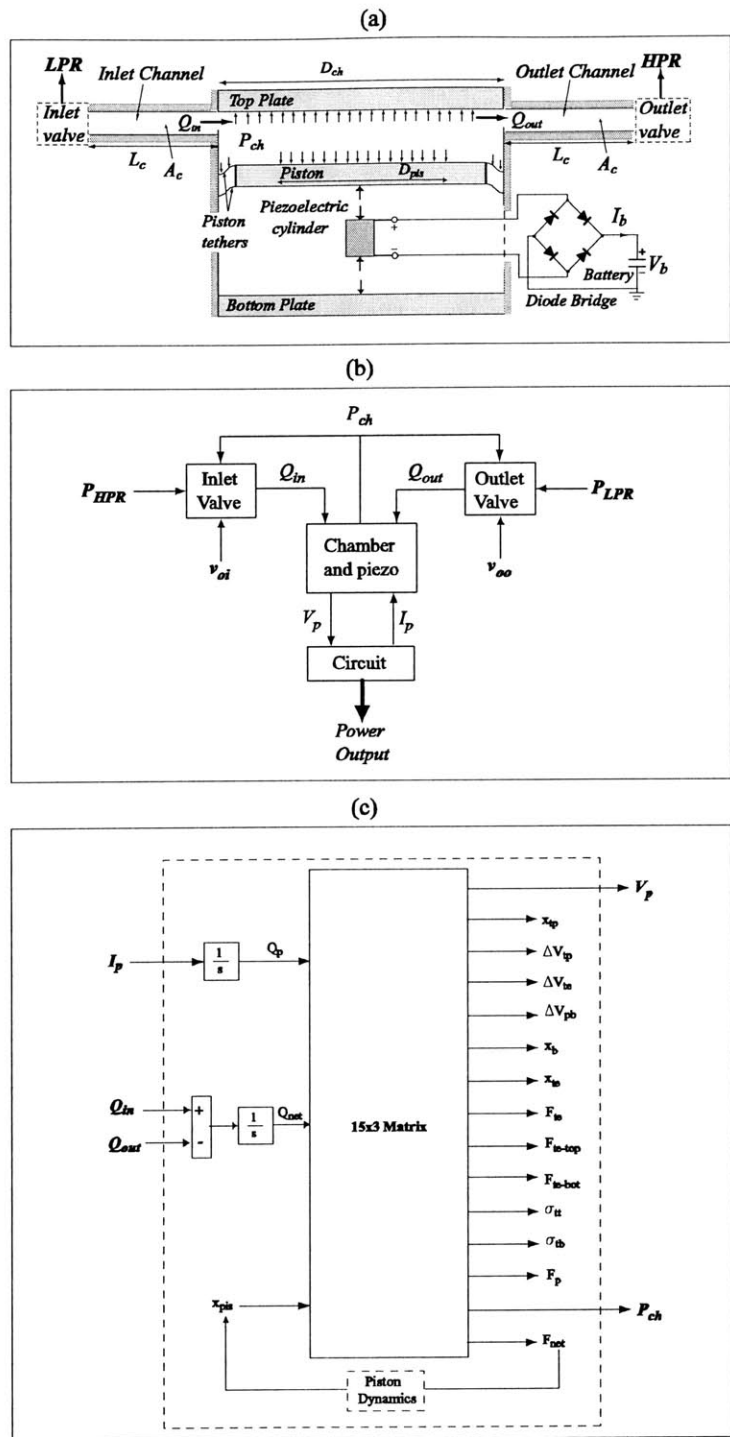 (a)
D_ch
LPR
Inlet Channel
Top Plate
Outlet Channel
HPR
Inlet valve
Q_in
Q_out
Outlet valve
P_ch
L_c
A_c
L_c
A_c
Piston
D_pis
Piston tethers
Piezoelectric cylinder
+
−
I_b
+
V_b
−
Battery
Diode Bridge
Bottom Plate
(b)
P_ch
P_HPR
Inlet Valve
Q_in
Q_out
Outlet Valve
P_LPR
v_oi
Chamber and piezo
v_oo
V_p
I_p
Circuit
Power Output
(c)
V_p
x_tp
I_p
1/s
Q_p
ΔV_tp
ΔV_te
ΔV_pb
x_b
x_te
Q_in
+
1/s
Q_net
15x3 Matrix
F_te
Q_out
-
F_te-top
F_te-bot
σ_tt
σ_tb
F_p
x_pis
P_ch
F_net
Piston Dynamics